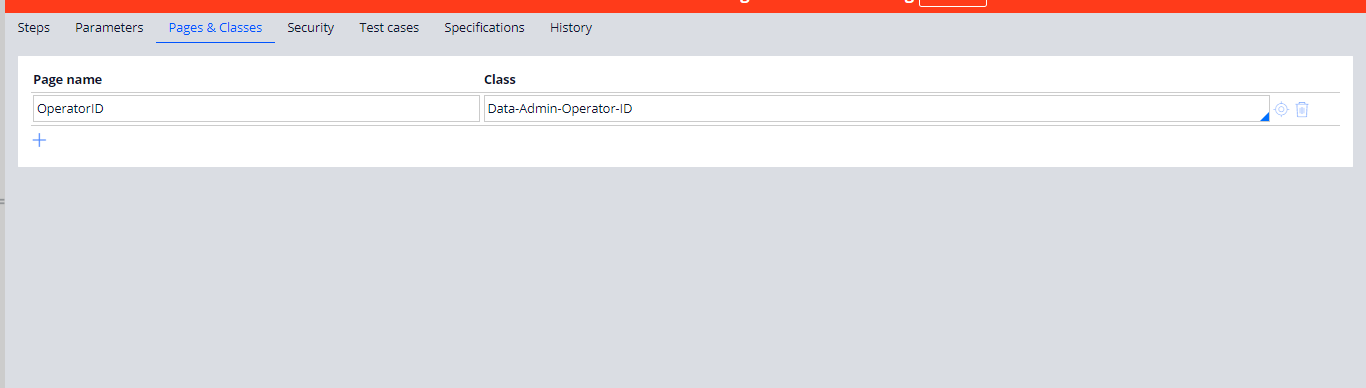 Steps Parameters Pages & Classes Security Test cases Specifications History
Page name Class
OperatorID Data-Admin-Operator-ID